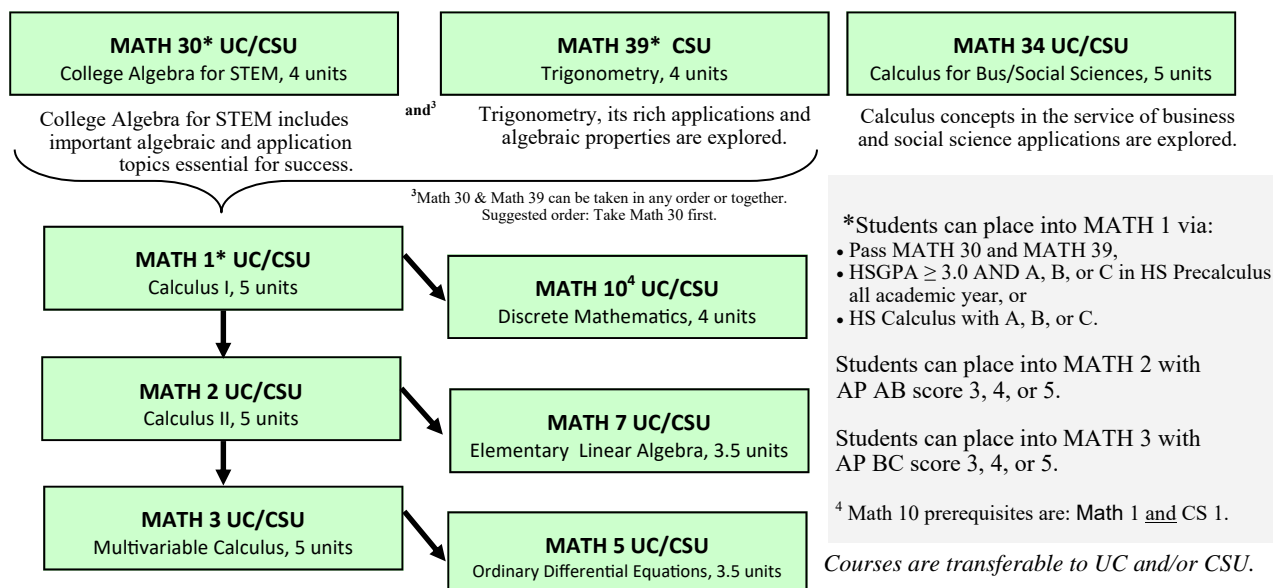 MATH 30* UC/CSU
College Algebra for STEM, 4 units
College Algebra for STEM includes
important algebraic and application
topics essential for success.
and³
MATH 39* CSU
Trigonometry, 4 units
Trigonometry, its rich applications and
algebraic properties are explored.
MATH 34 UC/CSU
Calculus for Bus/Social Sciences, 5 units
Calculus concepts in the service of business
and social science applications are explored.
³Math 30 & Math 39 can be taken in any order or together.
Suggested order: Take Math 30 first.
MATH 1* UC/CSU
Calculus I, 5 units
MATH 10⁴ UC/CSU
Discrete Mathematics, 4 units
MATH 2 UC/CSU
Calculus II, 5 units
MATH 7 UC/CSU
Elementary Linear Algebra, 3.5 units
MATH 3 UC/CSU
Multivariable Calculus, 5 units
MATH 5 UC/CSU
Ordinary Differential Equations, 3.5 units
*Students can place into MATH 1 via:
• Pass MATH 30 and MATH 39,
• HSGPA ≥ 3.0 AND A, B, or C in HS Precalculus
all academic year, or
• HS Calculus with A, B, or C.
Students can place into MATH 2 with
AP AB score 3, 4, or 5.
Students can place into MATH 3 with
AP BC score 3, 4, or 5.
⁴ Math 10 prerequisites are: Math 1 and CS 1.
Courses are transferable to UC and/or CSU.